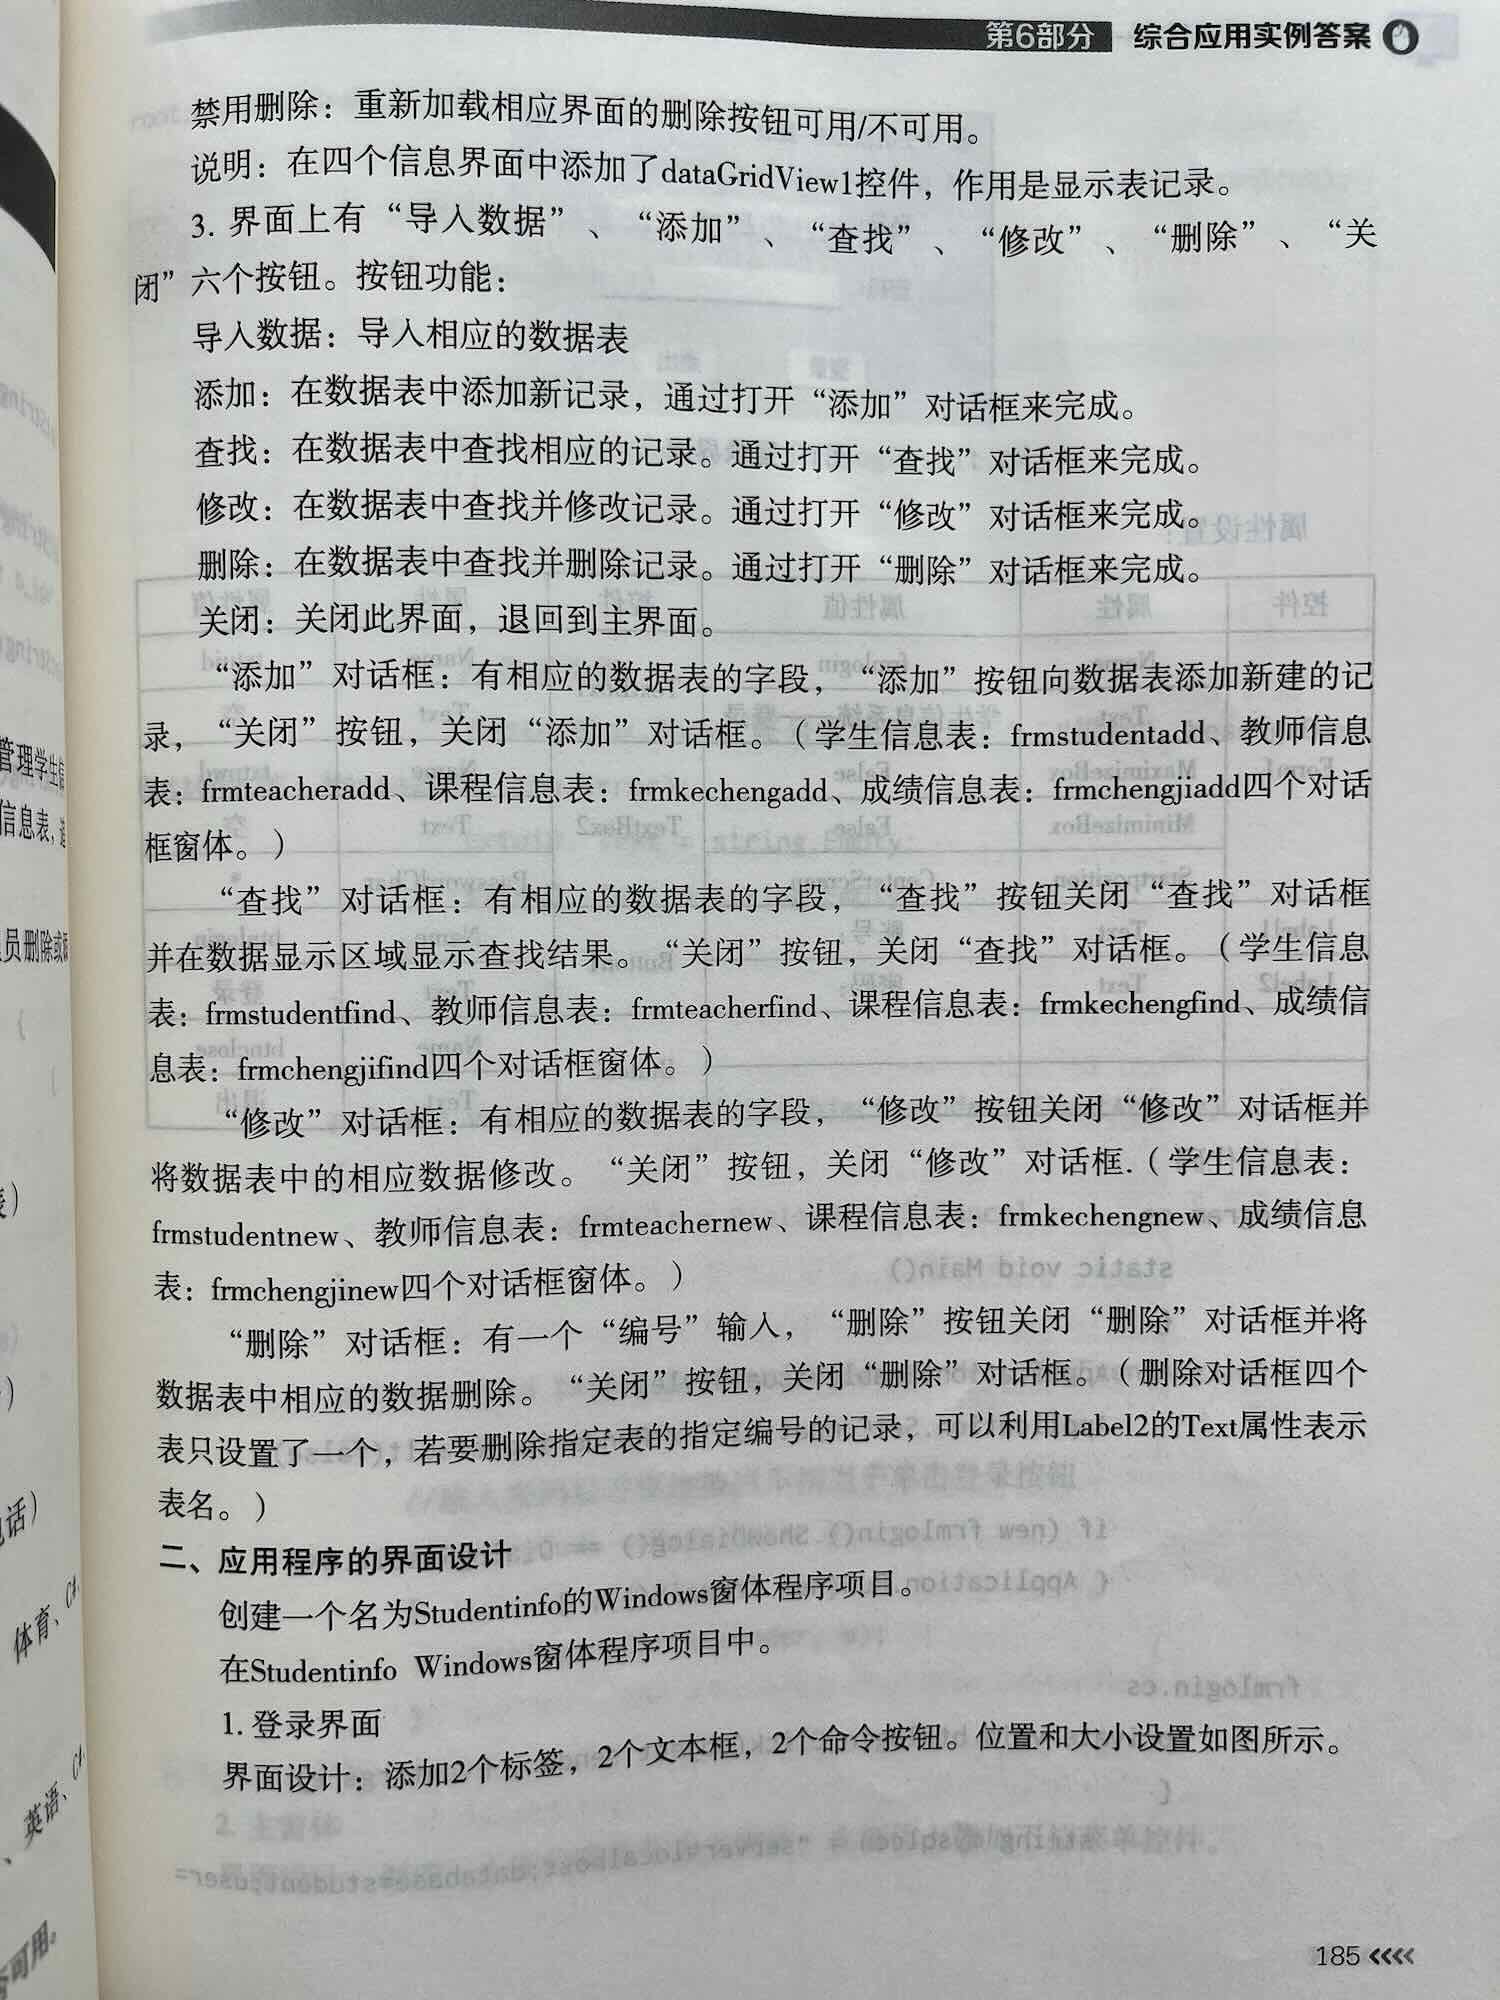 第6部分 综合应用实例答案
禁用删除：重新加载相应界面的删除按钮可用/不可用。
说明：在四个信息界面中添加了dataGridView1控件，作用是显示表记录。
3. 界面上有“导入数据”、“添加”、“查找”、“修改”、“删除”、“关
闭”六个按钮。按钮功能：
导入数据：导入相应的数据表
添加：在数据表中添加新记录，通过打开“添加”对话框来完成。
查找：在数据表中查找相应的记录。通过打开“查找”对话框来完成。
修改：在数据表中查找并修改记录。通过打开“修改”对话框来完成。
删除：在数据表中查找并删除记录。通过打开“删除”对话框来完成。
关闭：关闭此界面，退回到主界面。
“添加”对话框：有相应的数据表的字段，“添加”按钮向数据表添加新建的记
录，“关闭”按钮，关闭“添加”对话框。（学生信息表：frmstudentadd、教师信息
表：frmteacheradd、课程信息表：frmkechengadd、成绩信息表：frmchengjiadd四个对话
框窗体。）
“查找”对话框：有相应的数据表的字段，“查找”按钮关闭“查找”对话框
并在数据显示区域显示查找结果。“关闭”按钮，关闭“查找”对话框。（学生信息
表：frmstudentfind、教师信息表：frmteacherfind、课程信息表：frmkechengfind、成绩信
息表：frmchengjifind四个对话框窗体。）
“修改”对话框：有相应的数据表的字段，“修改”按钮关闭“修改”对话框并
将数据表中的相应数据修改。“关闭”按钮，关闭“修改”对话框.（学生信息表：
frmstudentnew、教师信息表：frmteachernew、课程信息表：frmkechengnew、成绩信息
表：frmchengjinew四个对话框窗体。）
“删除”对话框：有一个“编号”输入，“删除”按钮关闭“删除”对话框并将
数据表中相应的数据删除。“关闭”按钮，关闭“删除”对话框。（删除对话框四个
表只设置了一个，若要删除指定表的指定编号的记录，可以利用Label2的Text属性表示
表名。）
二、应用程序的界面设计
创建一个名为Studentinfo的Windows窗体程序项目。
在Studentinfo Windows窗体程序项目中。
1. 登录界面
界面设计：添加2个标签，2个文本框，2个命令按钮。位置和大小设置如图所示。
185
管理学生信
信息表，
员删除或
话）
体育、C#、
、英语、C#、
可用。